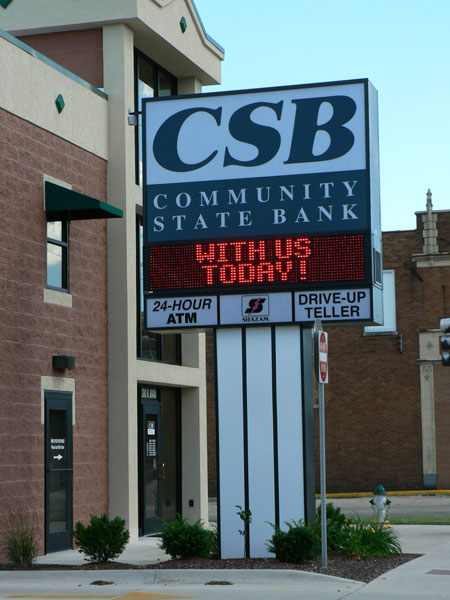 CSB
COMMUNITY
STATE BANK
WITH US
TODAY!
24-HOUR
ATM
SHAZAM
DRIVE-UP
TELLER